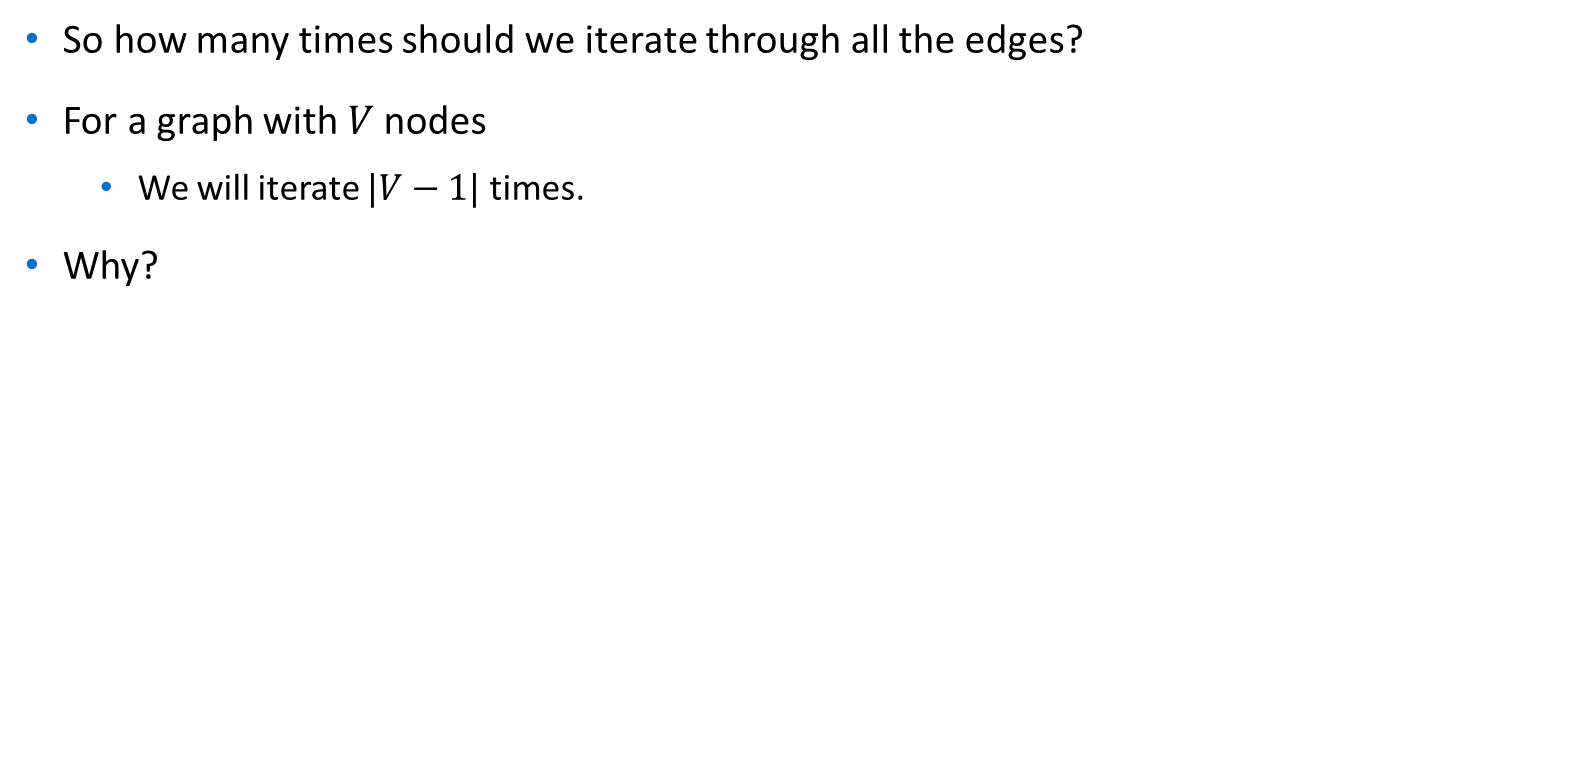 • So how many times should we iterate through all the edges?
• For a graph with V nodes
• We will iterate |V − 1| times.
• Why?